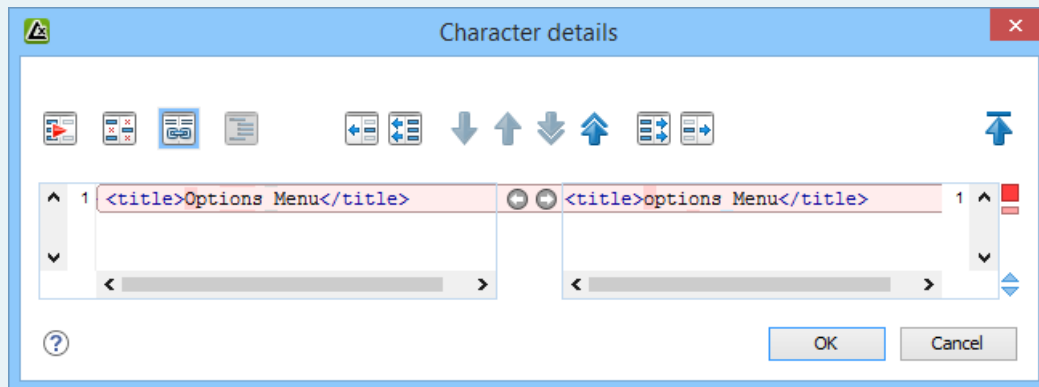 Character details
1 <title>Options Menu</title> <title>options Menu</title> 1
OK Cancel